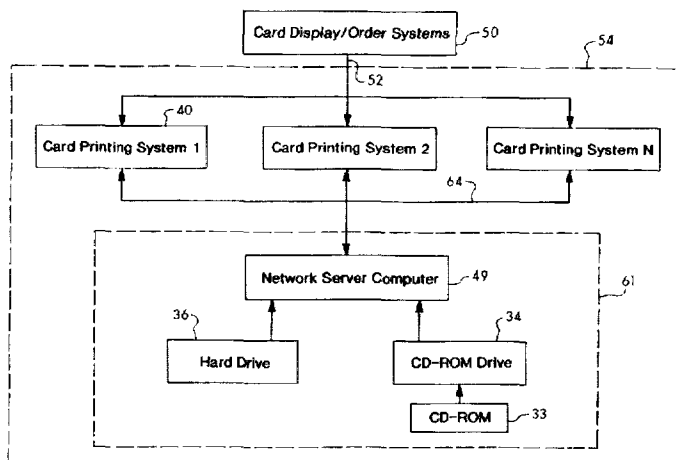 Card Display/Order Systems
50
54
52
40
Card Printing System 1
Card Printing System 2
Card Printing System N
64
Network Server Computer
49
61
36
34
Hard Drive
CD-ROM Drive
CD-ROM
33